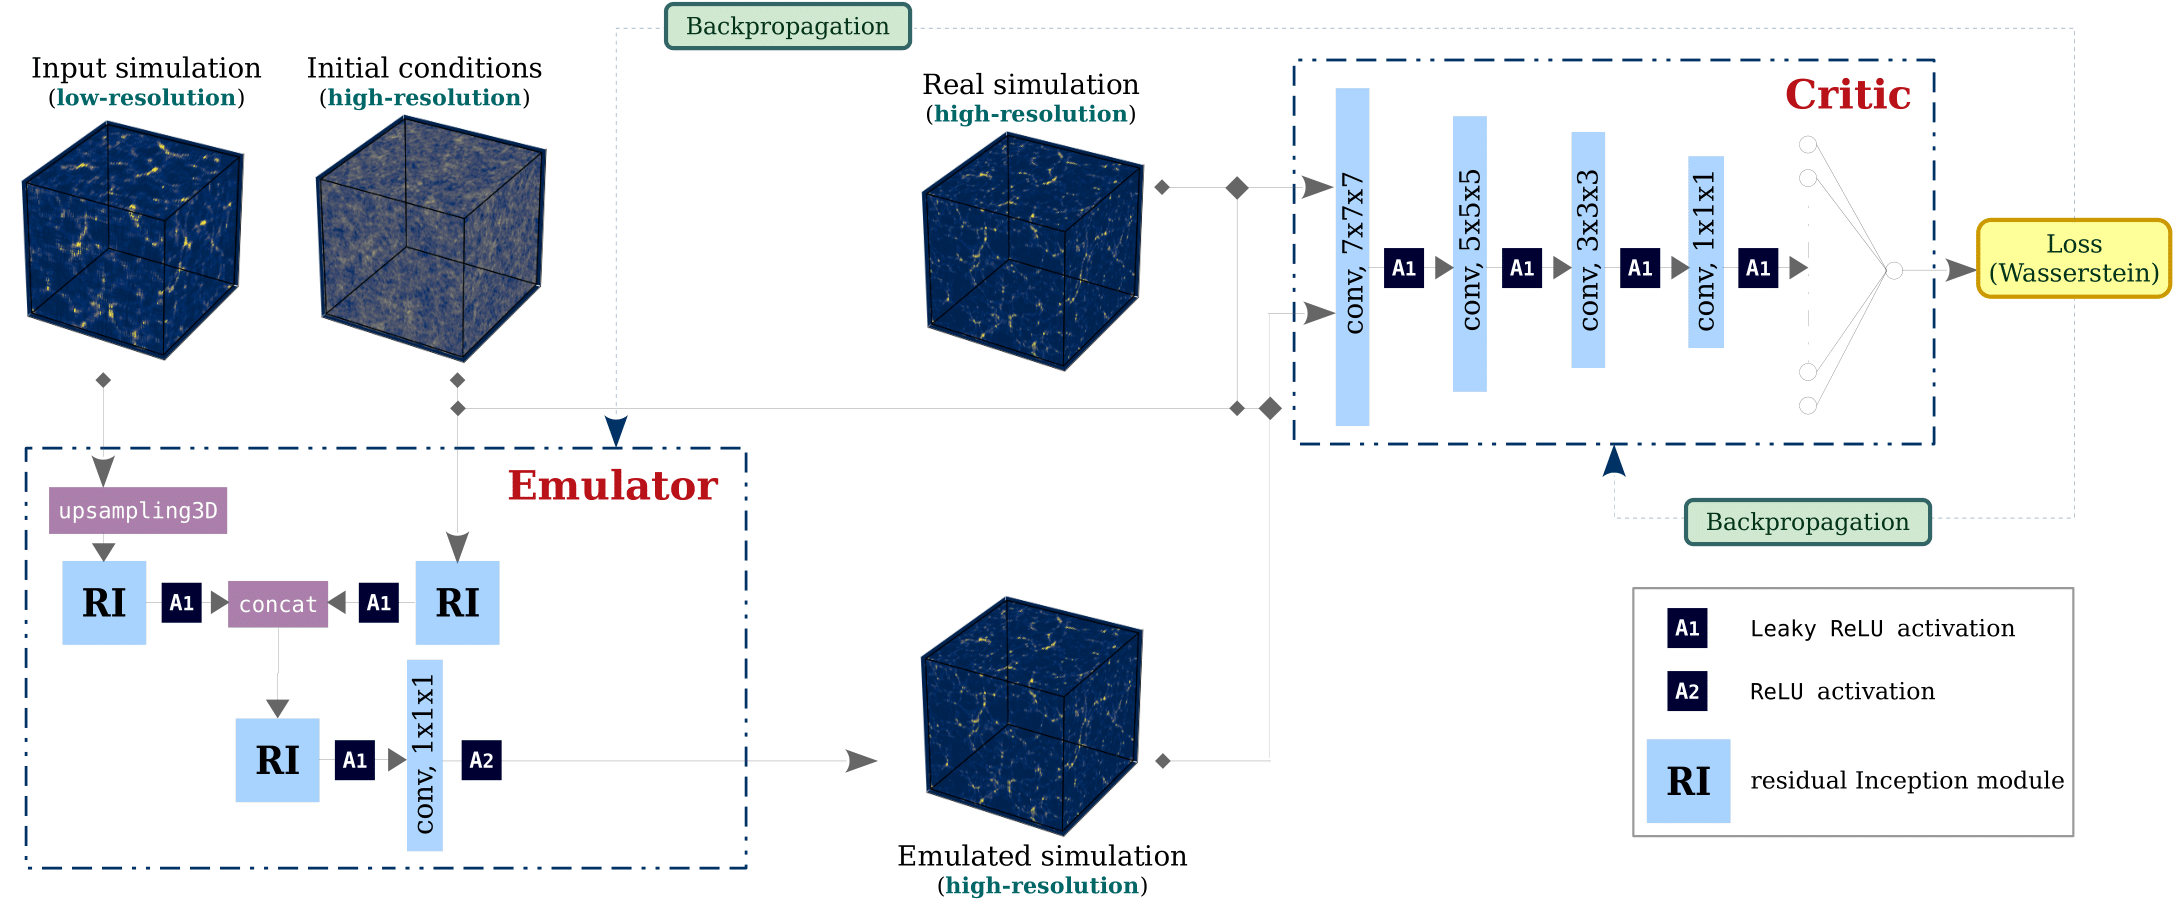 Backpropagation
Input simulation
(low-resolution)
Initial conditions
(high-resolution)
Real simulation
(high-resolution)
Critic
conv, 7x7x7
A1
conv, 5x5x5
A1
conv, 3x3x3
A1
conv, 1x1x1
A1
Loss
(Wasserstein)
Backpropagation
Emulator
upsampling3D
RI
A1
concat
A1
RI
RI
A1
conv, 1x1x1
A2
Emulated simulation
(high-resolution)
A1 Leaky ReLU activation
A2 ReLU activation
RI residual Inception module